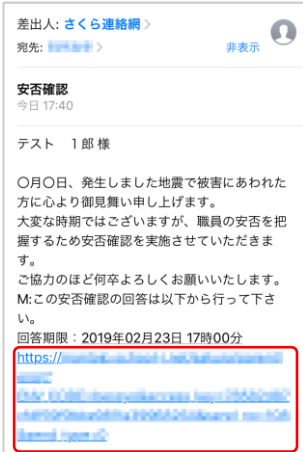 差出人: さくら連絡網
宛先:
非表示
安否確認
今日 17:40
テスト　1郎 様
〇月〇日、発生しました地震で被害にあわれた
方に心より御見舞い申し上げます。
大変な時期ではございますが、職員の安否を把
握するため安否確認を実施させていただきま
す。
ご協力のほど何卒よろしくお願いいたします。
M:この安否確認の回答は以下から行って下さ
い。
回答期限：2019年02月23日 17時00分
https://